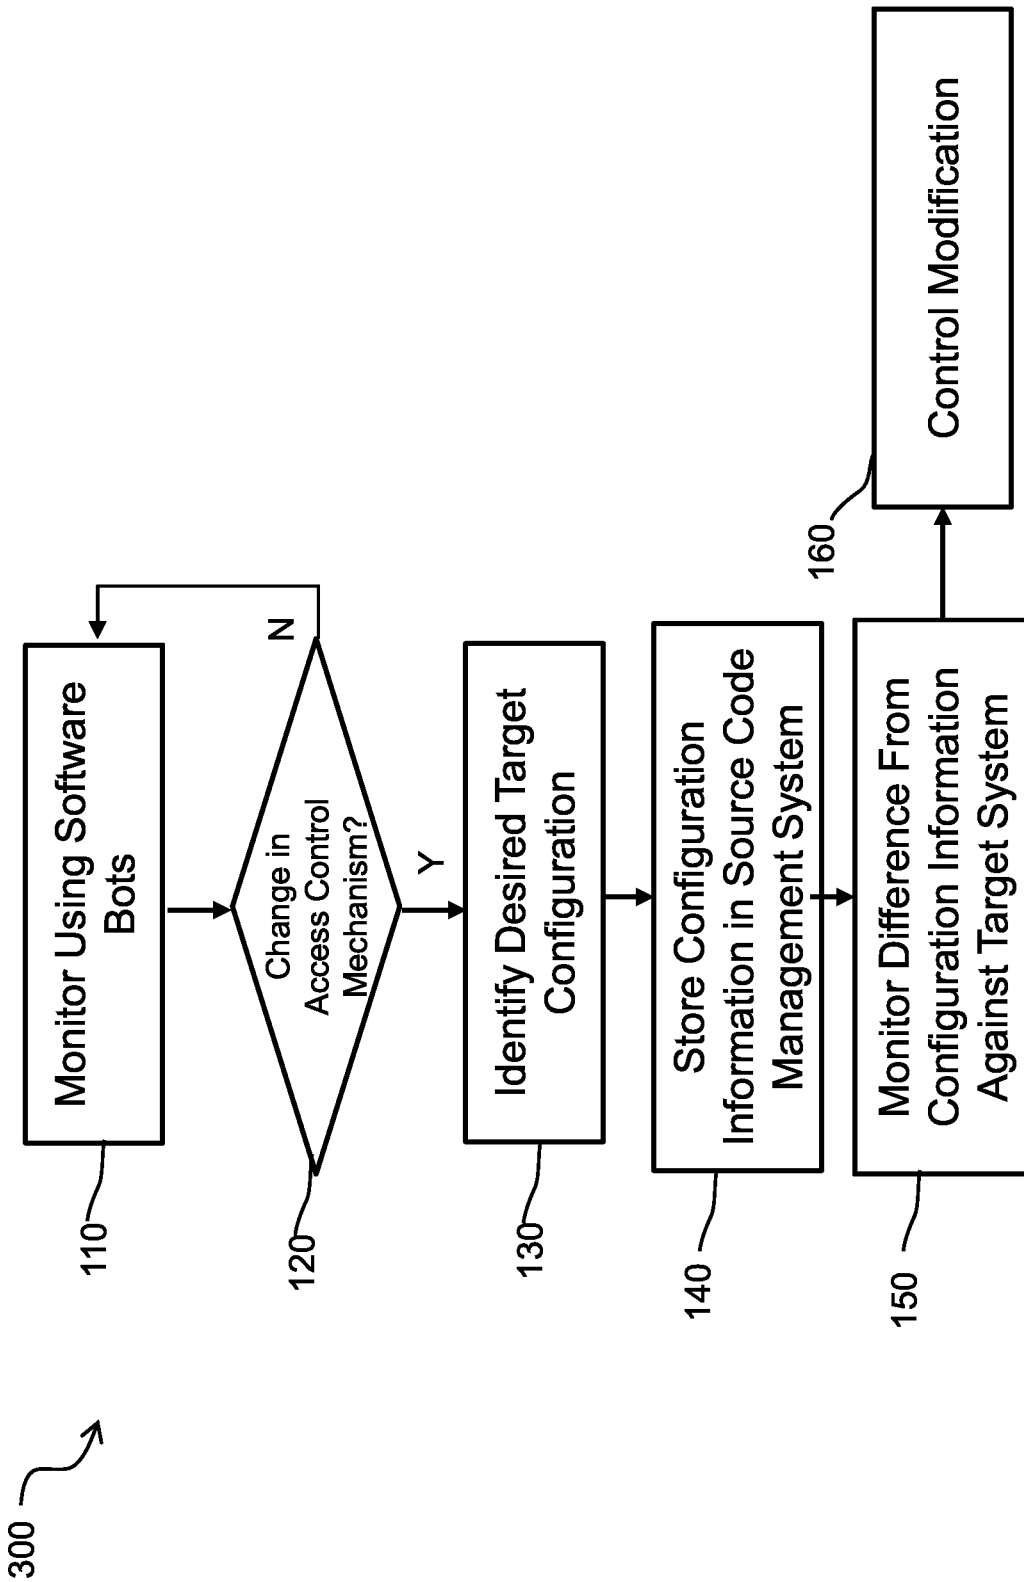 300
110
Monitor Using Software
Bots
120
Change in
Access Control
Mechanism?
N
Y
130
Identify Desired Target
Configuration
140
Store Configuration
Information in Source Code
Management System
150
Monitor Difference From
Configuration Information
Against Target System
160
Control Modification